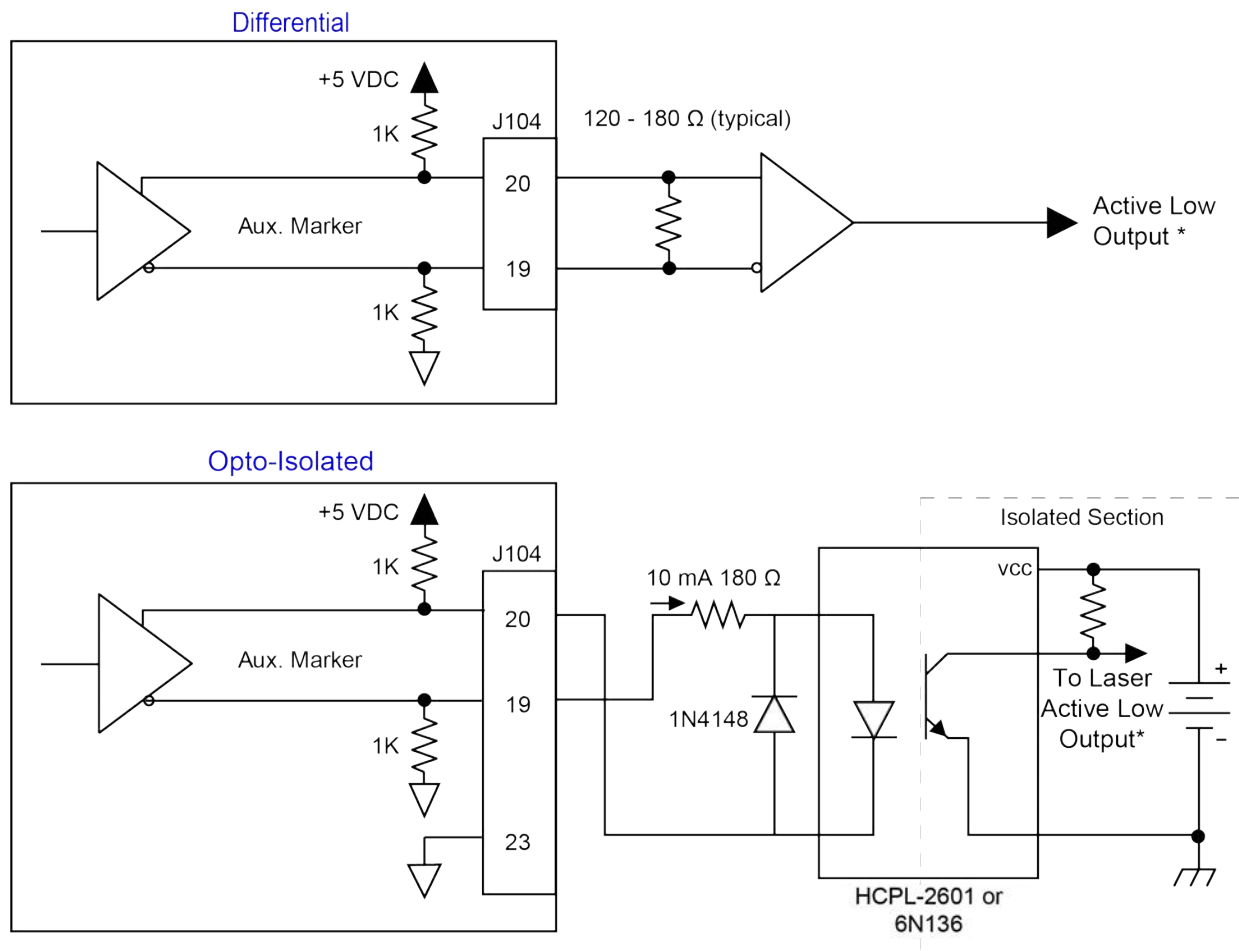 Differential
+5 VDC
1K
J104
120 - 180 Ω (typical)
20
Aux. Marker
19
1K
Active Low
Output *
Opto-Isolated
+5 VDC
1K
J104
20
Aux. Marker
19
1K
23
10 mA 180 Ω
1N4148
Isolated Section
VCC
To Laser
Active Low
Output*
+
−
HCPL-2601 or
6N136